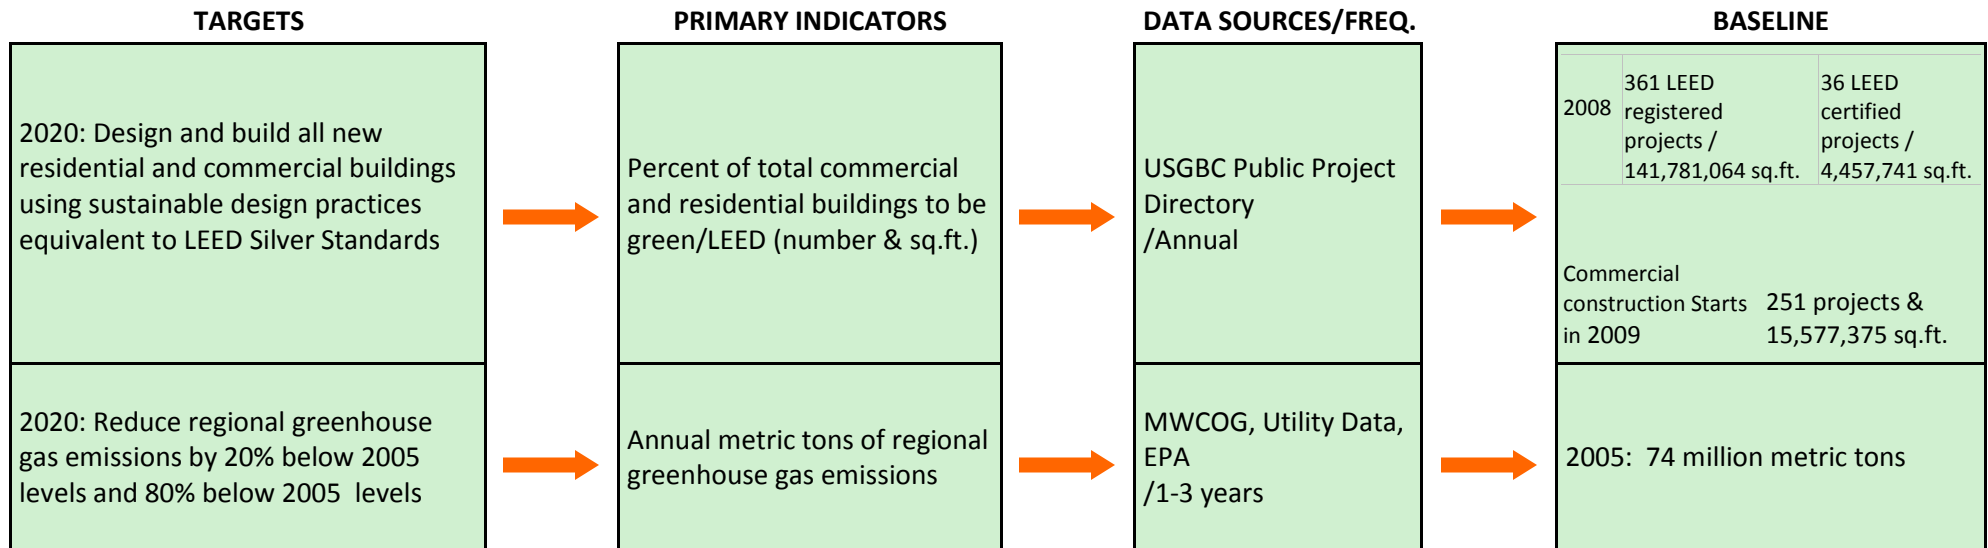 TARGETS
PRIMARY INDICATORS
DATA SOURCES/FREQ.
BASELINE
2020: Design and build all new
residential and commercial buildings
using sustainable design practices
equivalent to LEED Silver Standards
Percent of total commercial
and residential buildings to be
green/LEED (number & sq.ft.)
USGBC Public Project
Directory
/Annual
2008
361 LEED
registered
projects /
141,781,064 sq.ft.
36 LEED
certified
projects /
4,457,741 sq.ft.
Commercial
construction Starts
in 2009
251 projects &
15,577,375 sq.ft.
2020: Reduce regional greenhouse
gas emissions by 20% below 2005
levels and 80% below 2005 levels
Annual metric tons of regional
greenhouse gas emissions
MWCOG, Utility Data,
EPA
/1-3 years
2005: 74 million metric tons